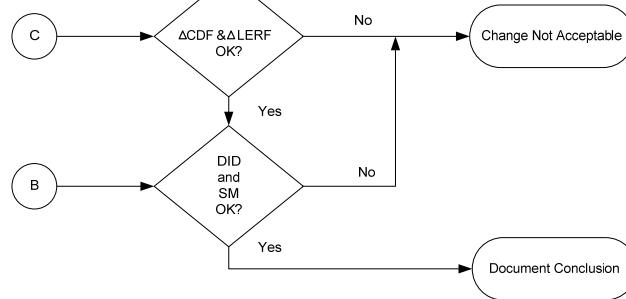 No
C
ΔCDF & ΔLERF
OK?
Change Not Acceptable
Yes
DID
and
SM
OK?
No
B
Yes
Document Conclusion